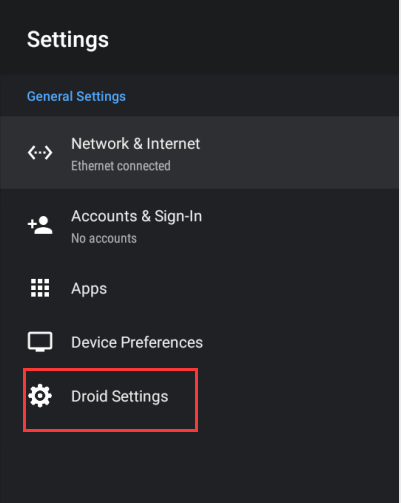 Settings
General Settings
Network & Internet
Ethernet connected
Accounts & Sign-In
No accounts
Apps
Device Preferences
Droid Settings